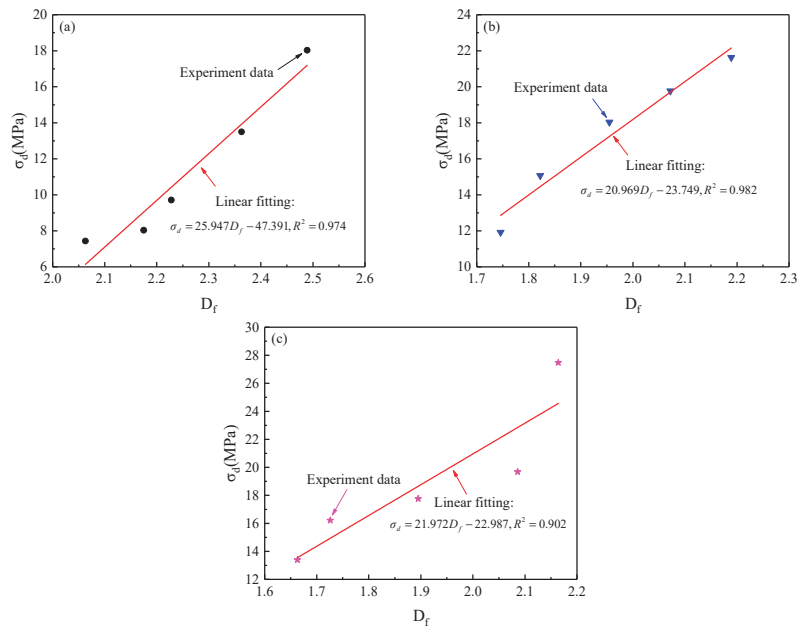 (a)
18
16
14
12
10
8
6
σd(MPa)
Experiment data
Linear fitting:
σd=25.947Df−47.391,R²=0.974
2.0 2.1 2.2 2.3 2.4 2.5 2.6
Df
(b)
24
22
20
18
16
14
12
10
σd(MPa)
Experiment data
Linear fitting:
σd=20.969Df−23.749,R²=0.982
1.7 1.8 1.9 2.0 2.1 2.2 2.3
Df
(c)
30
28
26
24
22
20
18
16
14
12
σd(MPa)
Experiment data
Linear fitting:
σd=21.972Df−22.987,R²=0.902
1.6 1.7 1.8 1.9 2.0 2.1 2.2
Df